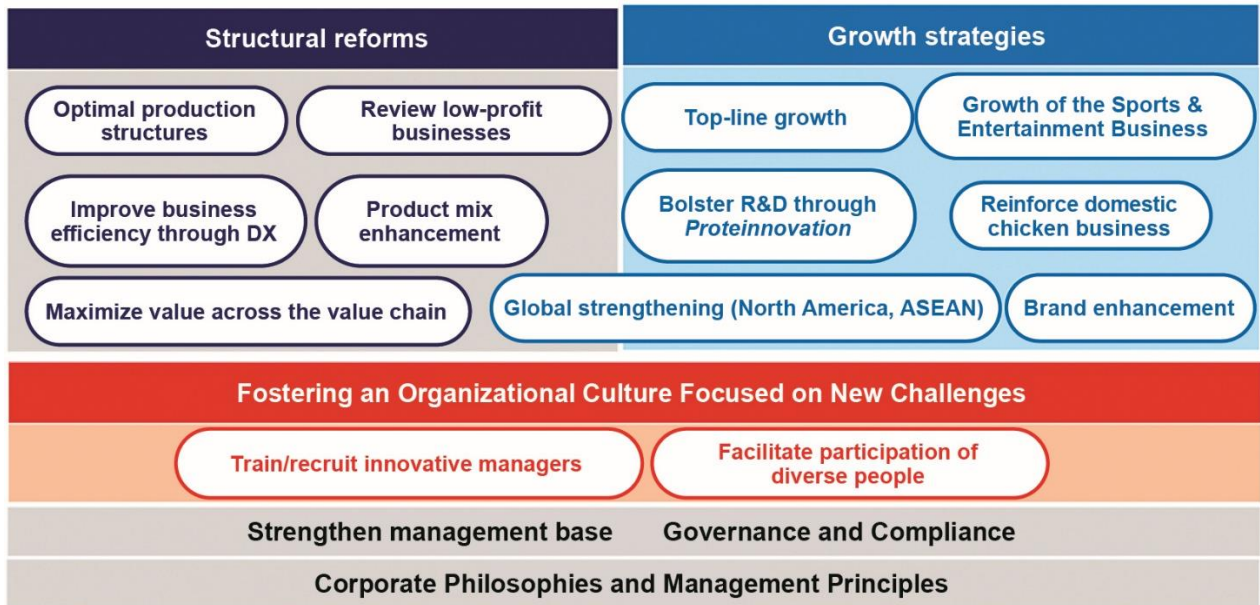 Structural reforms
Optimal production
structures
Review low-profit
businesses
Improve business
efficiency through DX
Product mix
enhancement
Maximize value across the value chain
Growth strategies
Top-line growth
Growth of the Sports &
Entertainment Business
Bolster R&D through
Proteinnovation
Reinforce domestic
chicken business
Global strengthening (North America, ASEAN)
Brand enhancement
Fostering an Organizational Culture Focused on New Challenges
Train/recruit innovative managers
Facilitate participation of
diverse people
Strengthen management base Governance and Compliance
Corporate Philosophies and Management Principles